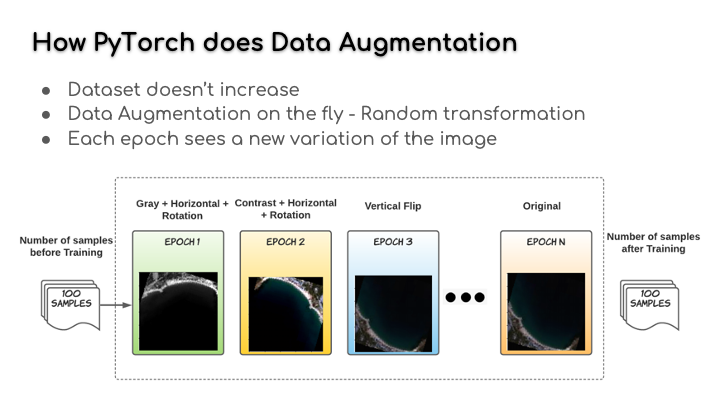 How PyTorch does Data Augmentation
● Dataset doesn't increase
● Data Augmentation on the fly - Random transformation
● Each epoch sees a new variation of the image
Gray + Horizontal +
Rotation
Contrast + Horizontal
+ Rotation
Vertical Flip
Original
Number of samples
before Training
EPOCH 1
EPOCH 2
EPOCH 3
EPOCH N
Number of samples
after Training
100
SAMPLES
100
SAMPLES